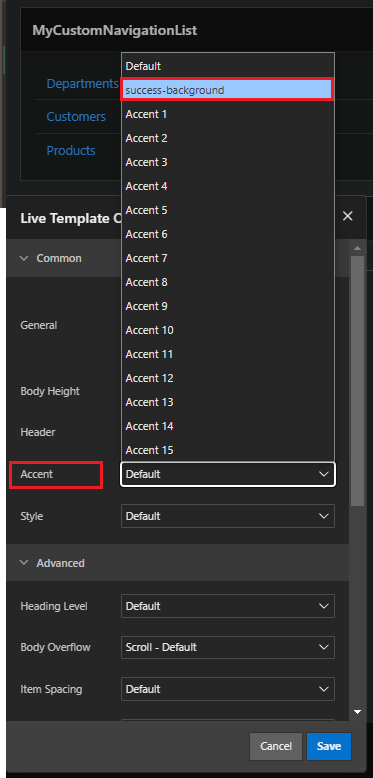 MyCustomNavigationList
Departments
Customers
Products
Default
success-background
Accent 1
Accent 2
Accent 3
Accent 4
Accent 5
Accent 6
Accent 7
Accent 8
Accent 9
Accent 10
Accent 11
Accent 12
Accent 13
Accent 14
Accent 15
Live Template
Common
General
Body Height
Header
Accent Default
Style Default
Advanced
Heading Level Default
Body Overflow Scroll - Default
Item Spacing Default
Cancel Save